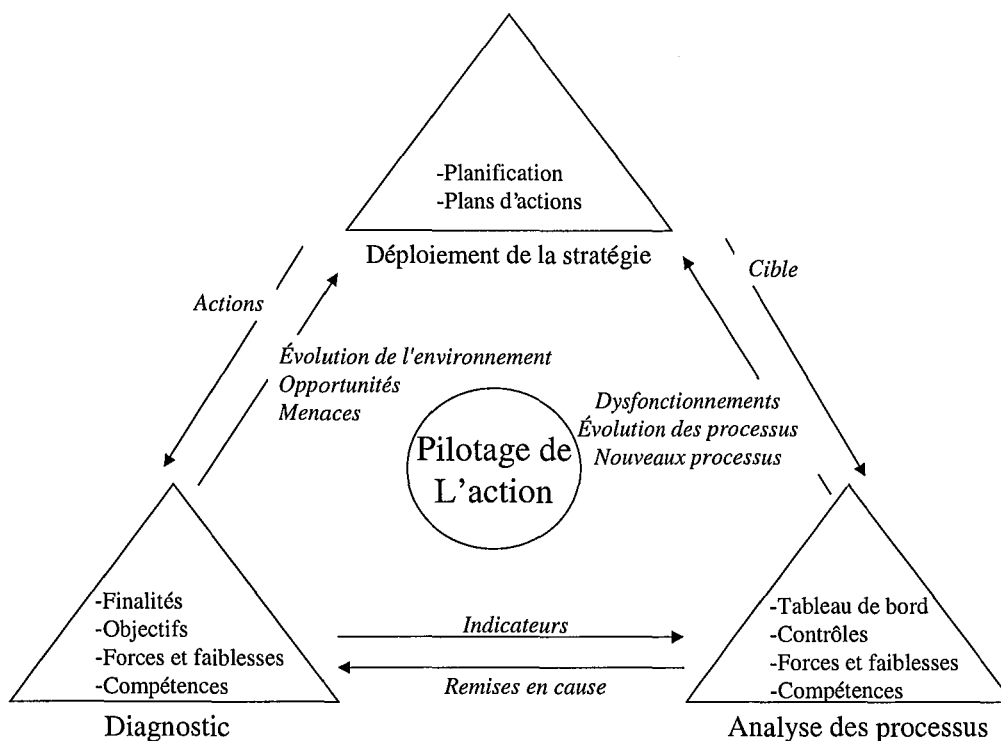 -Planification
-Plans d'actions
Déploiement de la stratégie
Cible
Actions
Évolution de l'environnement
Opportunités
Menaces
Dysfonctionnements
Évolution des processus
Nouveaux processus
Pilotage de
L'action
-Finalités
-Objectifs
-Forces et faiblesses
-Compétences
Diagnostic
Indicateurs
Remises en cause
-Tableau de bord
-Contrôles
-Forces et faiblesses
-Compétences
Analyse des processus